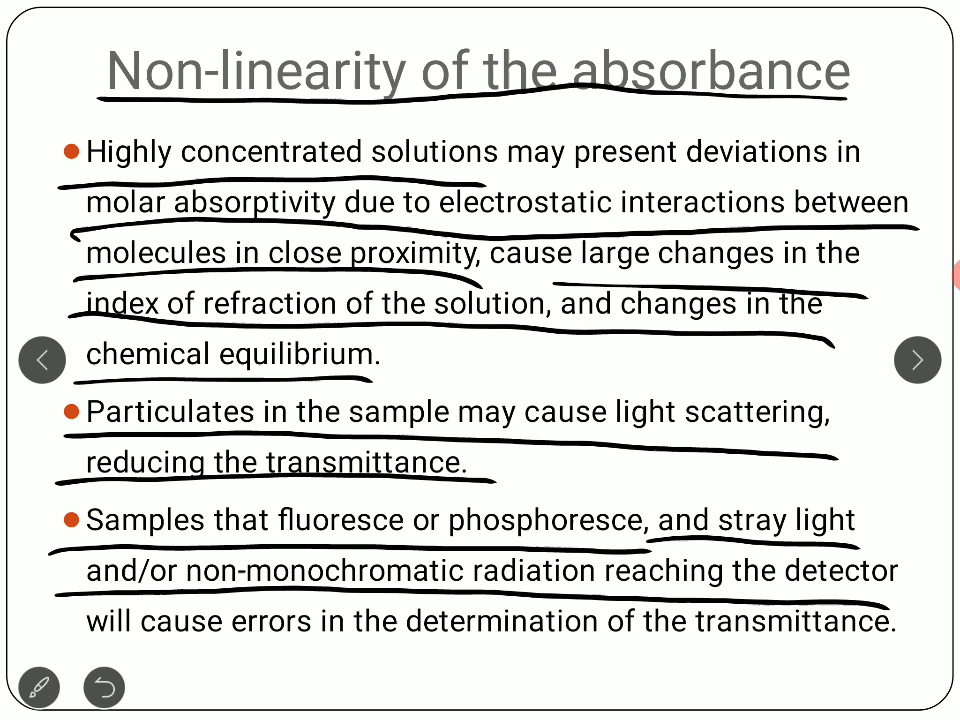 Non-linearity of the absorbance
Highly concentrated solutions may present deviations in
molar absorptivity due to electrostatic interactions between
molecules in close proximity, cause large changes in the
index of refraction of the solution, and changes in the
chemical equilibrium.
Particulates in the sample may cause light scattering,
reducing the transmittance.
Samples that fluoresce or phosphoresce, and stray light
and/or non-monochromatic radiation reaching the detector
will cause errors in the determination of the transmittance.